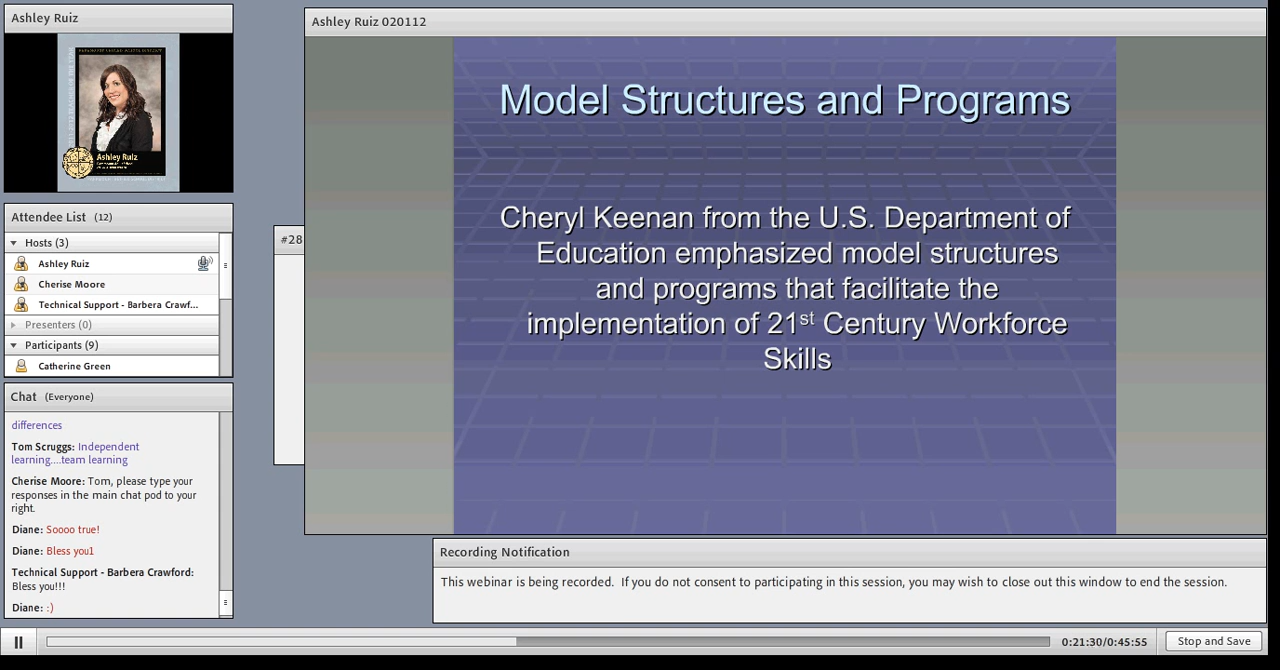 Ashley Ruiz
Ashley Ruiz
Attendee List (12)
Hosts (3)
Ashley Ruiz
Cherise Moore
Technical Support - Barbera Crawf...
Presenters (0)
Participants (9)
Catherine Green
Chat (Everyone)
differences
Tom Scruggs: Independent
learning....team learning
Cherise Moore: Tom, please type your
responses in the main chat pod to your
right.
Diane: Soooo true!
Diane: Bless you1
Technical Support - Barbera Crawford:
Bless you!!!
Diane: :)
#28
Ashley Ruiz 020112
Model Structures and Programs
Cheryl Keenan from the U.S. Department of
Education emphasized model structures
and programs that facilitate the
implementation of 21st Century Workforce
Skills
Recording Notification
This webinar is being recorded. If you do not consent to participating in this session, you may wish to close out this window to end the session.
0:21:30/0:45:55
Stop and Save